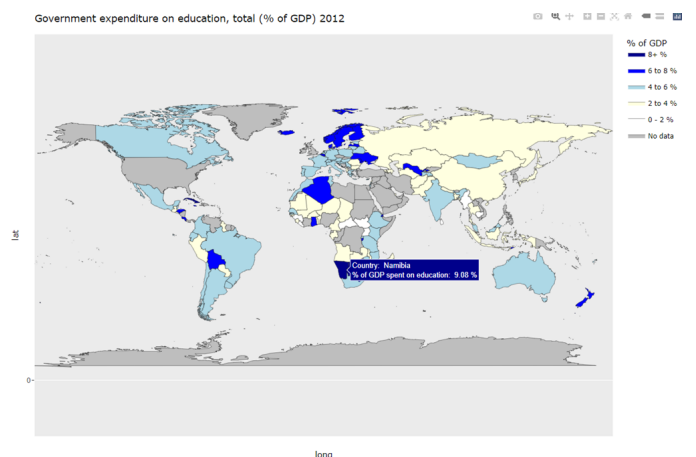 Government expenditure on education, total (% of GDP) 2012
% of GDP
8+ %
6 to 8 %
4 to 6 %
2 to 4 %
0 - 2 %
No data
lat
Country: Namibia
% of GDP spent on education: 9.08 %
0
long